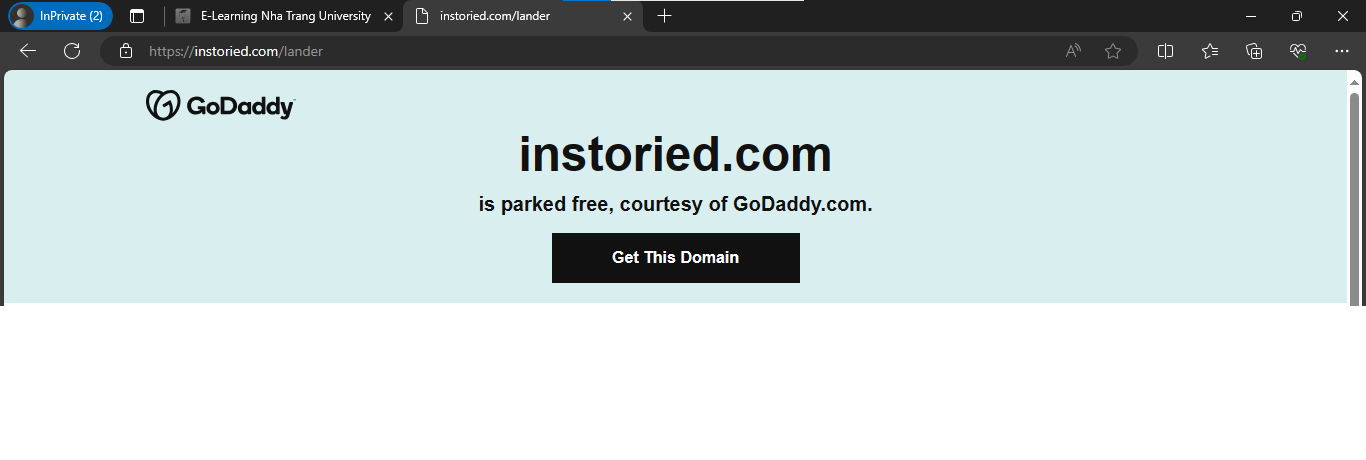 InPrivate (2)
E-Learning Nha Trang University
instoried.com/lander
https://instoried.com/lander
GoDaddy
instoried.com
is parked free, courtesy of GoDaddy.com.
Get This Domain